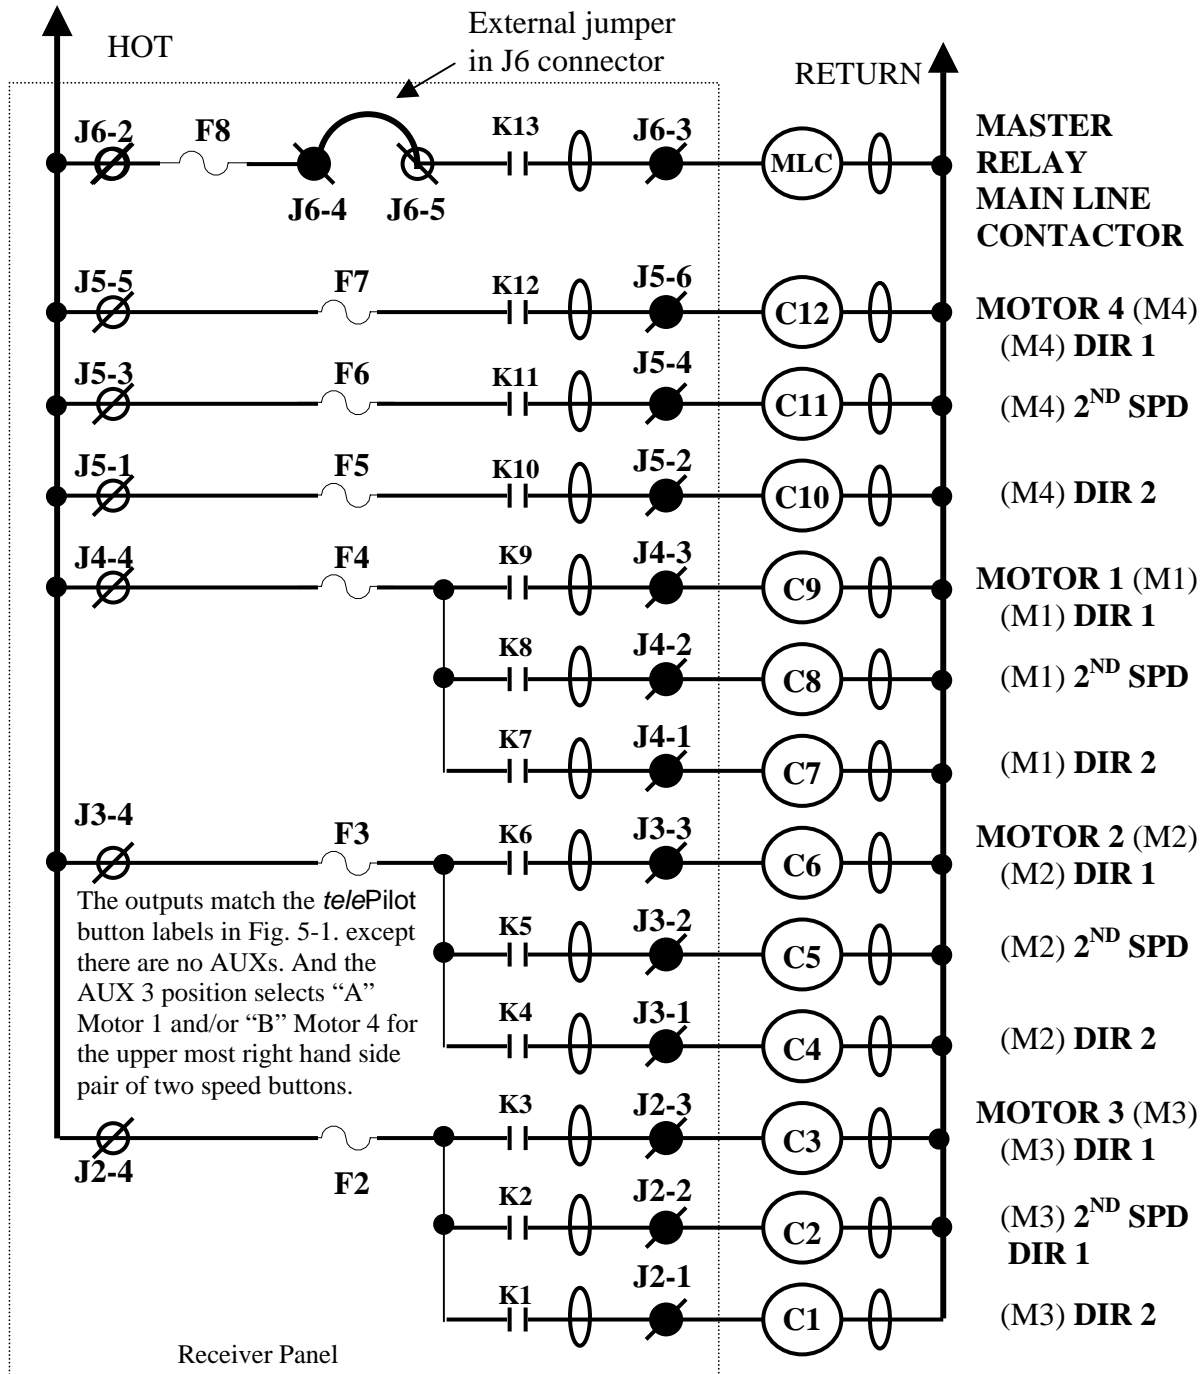 HOT
External jumper
in J6 connector
RETURN
J6-2 F8 K13 J6-3
MLC
J6-4 J6-5
MASTER
RELAY
MAIN LINE
CONTACTOR
J5-5 F7 K12 J5-6
C12
MOTOR 4 (M4)
(M4) DIR 1
J5-3 F6 K11 J5-4
C11
(M4) 2ND SPD
J5-1 F5 K10 J5-2
C10
(M4) DIR 2
J4-4 F4 K9 J4-3
C9
MOTOR 1 (M1)
(M1) DIR 1
K8 J4-2
C8
(M1) 2ND SPD
K7 J4-1
C7
(M1) DIR 2
J3-4 F3 K6 J3-3
C6
MOTOR 2 (M2)
(M2) DIR 1
The outputs match the telePilot
button labels in Fig. 5-1. except
there are no AUXs. And the
AUX 3 position selects “A”
Motor 1 and/or “B” Motor 4 for
the upper most right hand side
pair of two speed buttons.
K5 J3-2
C5
(M2) 2ND SPD
K4 J3-1
C4
(M2) DIR 2
J2-4 F2 K3 J2-3
C3
MOTOR 3 (M3)
(M3) DIR 1
K2 J2-2
C2
(M3) 2ND SPD
DIR 1
K1 J2-1
C1
(M3) DIR 2
Receiver Panel